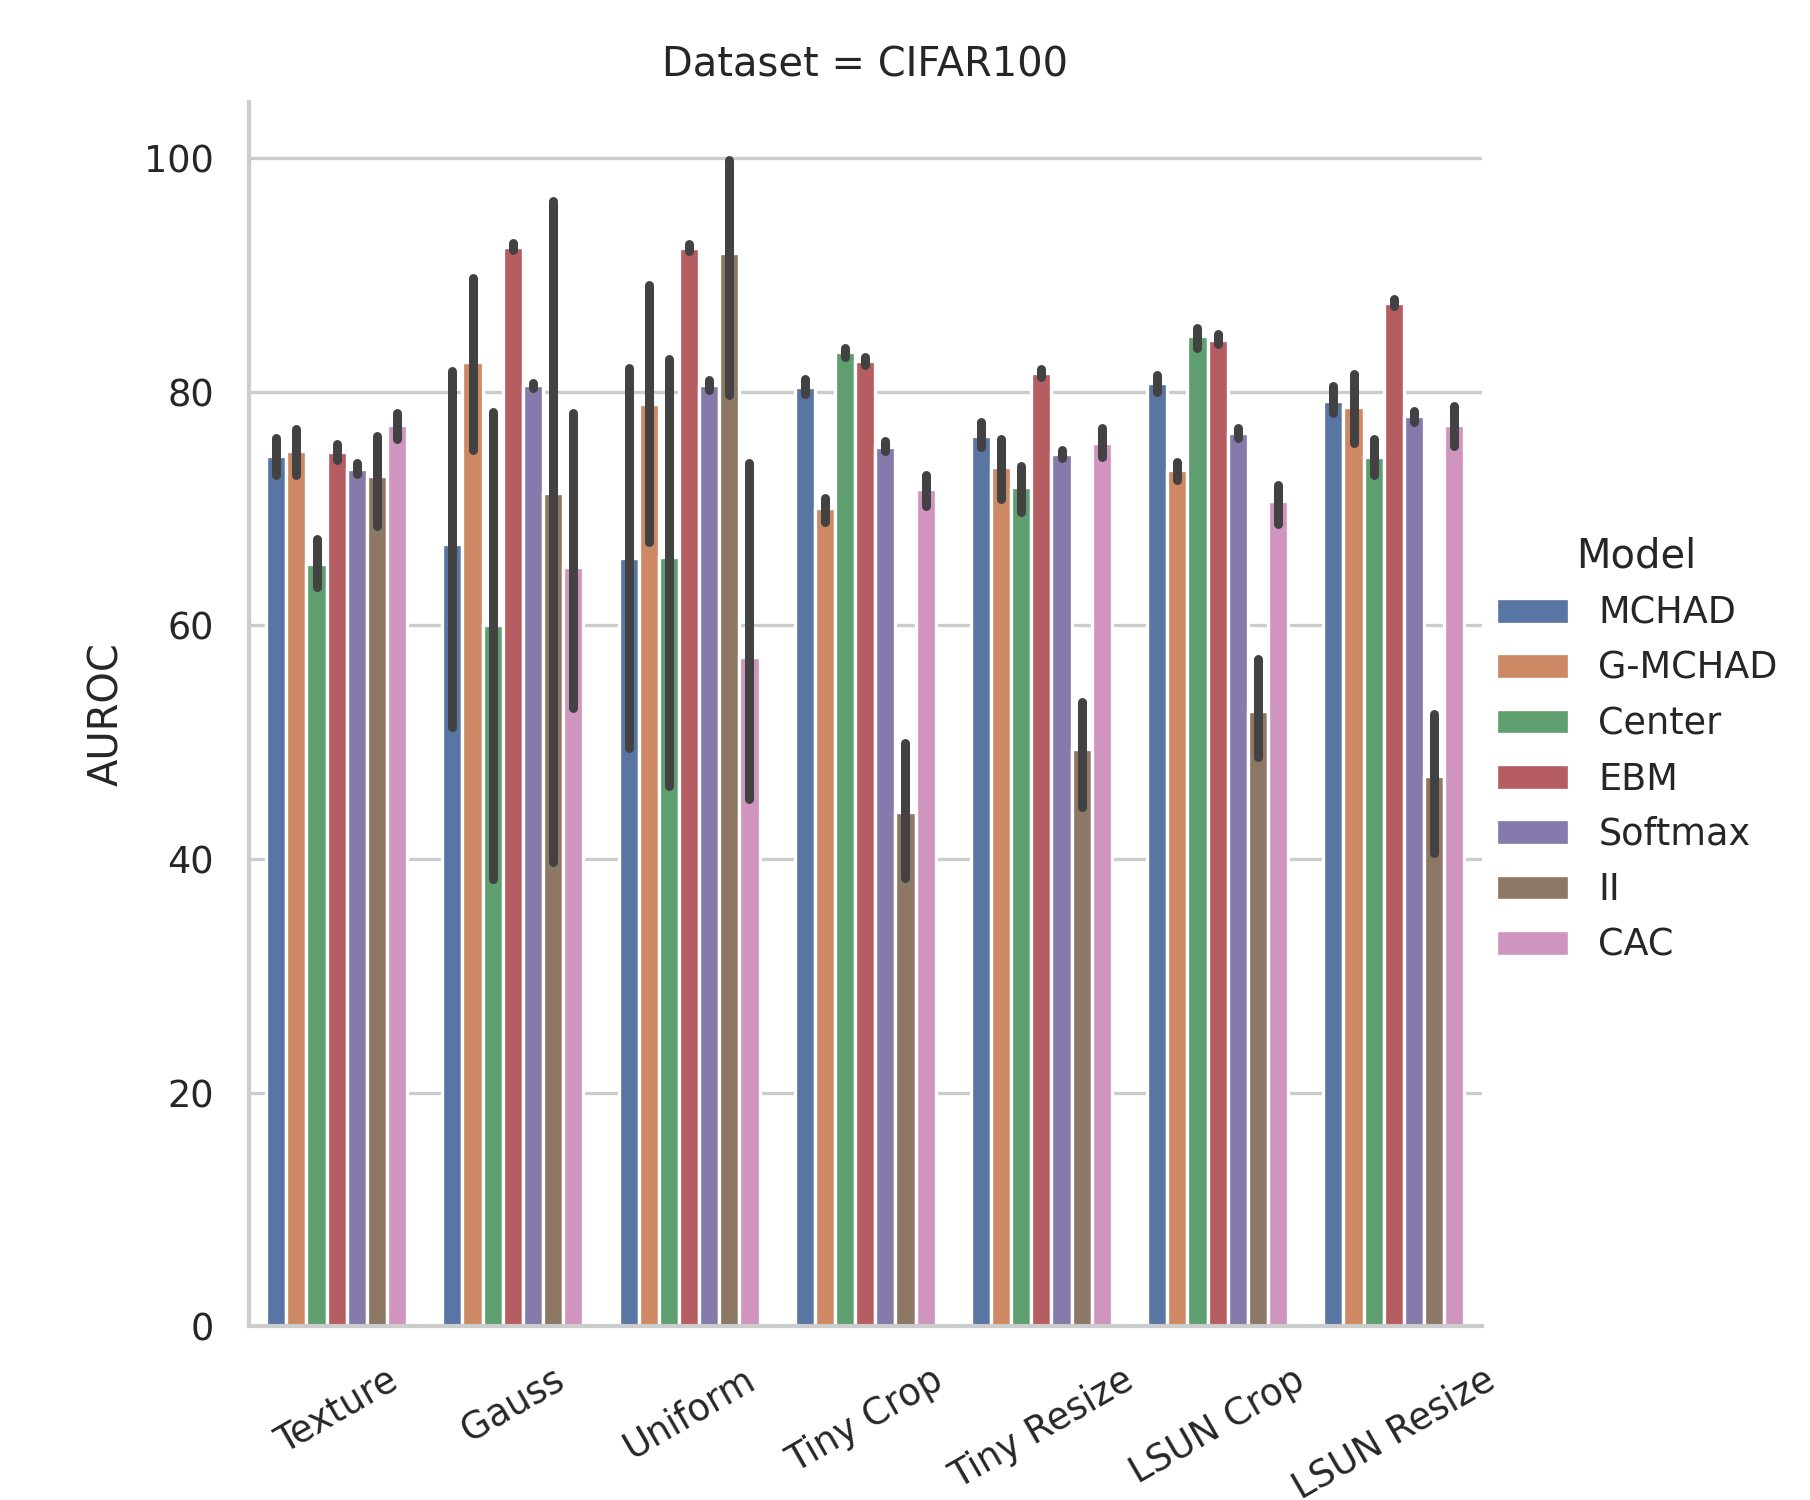 Dataset = CIFAR100
100
80
60
40
20
0
AUROC
Texture
Gauss
Uniform
Tiny Crop
Tiny Resize
LSUN Crop
LSUN Resize
Model
MCHAD
G-MCHAD
Center
EBM
Softmax
II
CAC